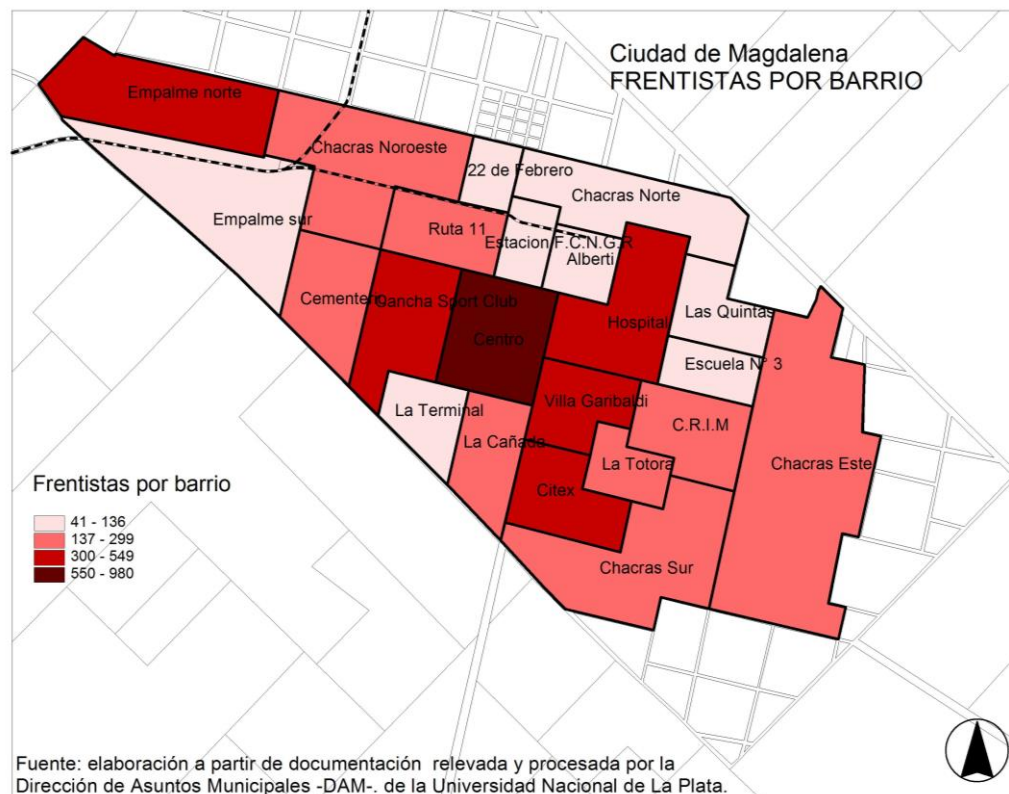 Ciudad de Magdalena
FRENTISTAS POR BARRIO
Empalme norte
Chacras Noroeste
22 de Febrero
Chacras Norte
Empalme sur
Ruta 11
Estacion F.C.N.G.R
Alberti
Cementerio
Cancha Sport Club
Las Quintas
Hospital
Centro
Escuela N° 3
Villa Garibaldi
La Terminal
C.R.I.M
La Cañada
La Totora
Chacras Este
Citex
Chacras Sur
Frentistas por barrio
41 - 136
137 - 299
300 - 549
550 - 980
Fuente: elaboración a partir de documentación relevada y procesada por la
Dirección de Asuntos Municipales -DAM-. de la Universidad Nacional de La Plata.